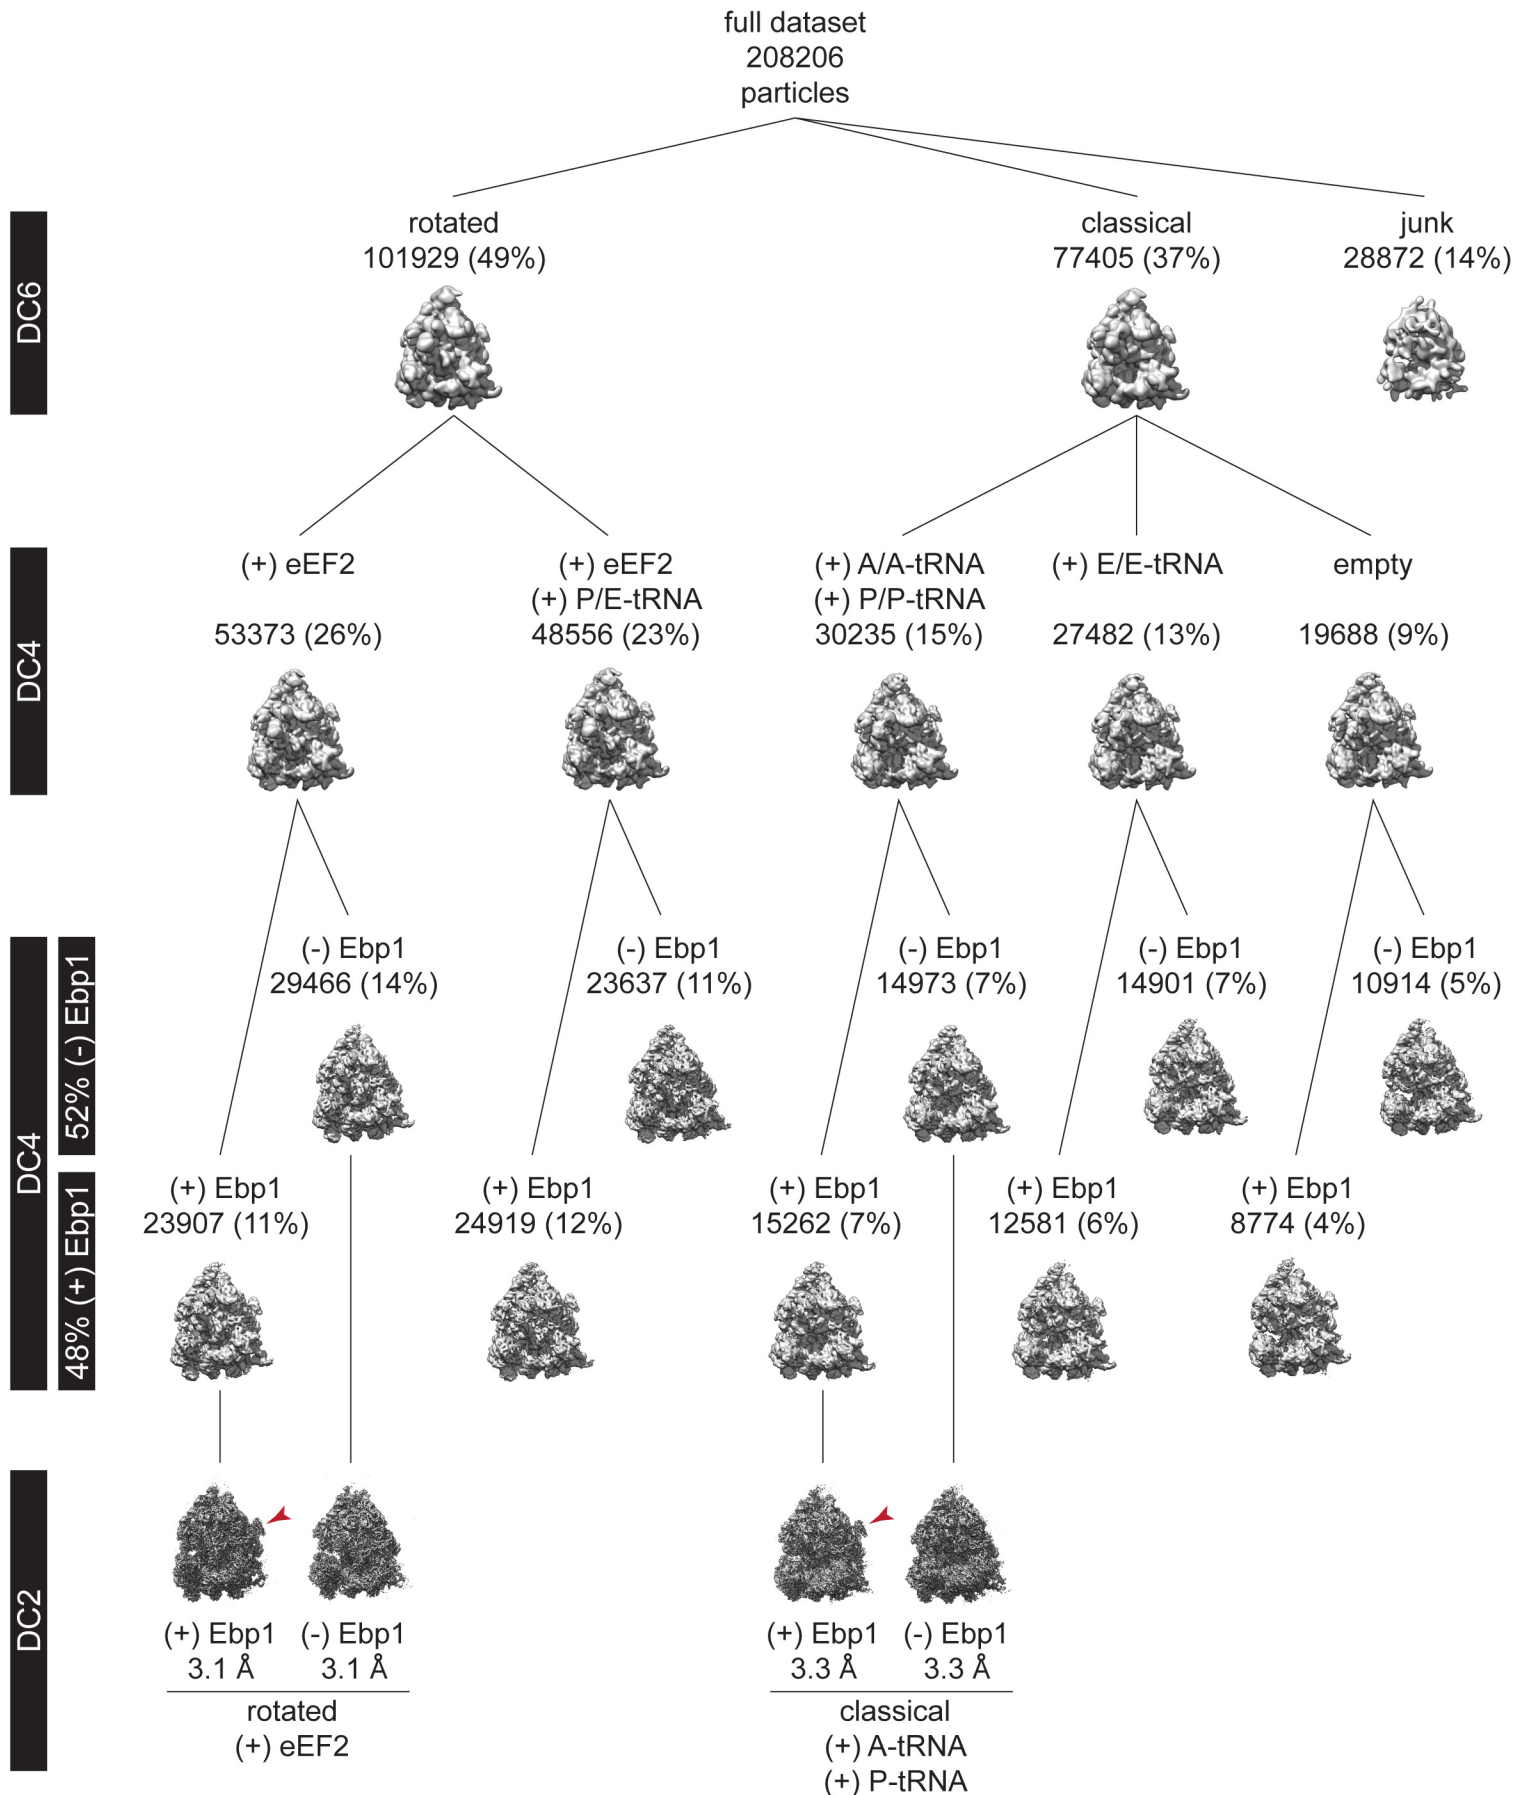 full dataset
208206
particles
DC6
rotated
101929 (49%)
classical
77405 (37%)
junk
28872 (14%)
DC4
(+) eEF2
53373 (26%)
(+) eEF2
(+) P/E-tRNA
48556 (23%)
(+) A/A-tRNA
(+) P/P-tRNA
30235 (15%)
(+) E/E-tRNA
27482 (13%)
empty
19688 (9%)
DC4
52% (-) Ebp1
(-) Ebp1
29466 (14%)
(-) Ebp1
23637 (11%)
(-) Ebp1
14973 (7%)
(-) Ebp1
14901 (7%)
(-) Ebp1
10914 (5%)
48% (+) Ebp1
(+) Ebp1
23907 (11%)
(+) Ebp1
24919 (12%)
(+) Ebp1
15262 (7%)
(+) Ebp1
12581 (6%)
(+) Ebp1
8774 (4%)
DC2
(+) Ebp1
3.1 Å
(-) Ebp1
3.1 Å
rotated
(+) eEF2
(+) Ebp1
3.3 Å
(-) Ebp1
3.3 Å
classical
(+) A-tRNA
(+) P-tRNA